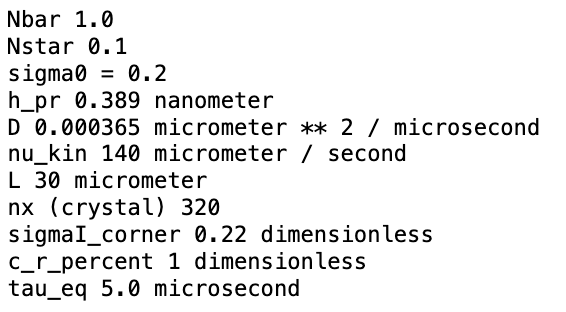 Nbar 1.0
Nstar 0.1
sigma0 = 0.2
h_pr 0.389 nanometer
D 0.000365 micrometer ** 2 / microsecond
nu_kin 140 micrometer / second
L 30 micrometer
nx (crystal) 320
sigmaI_corner 0.22 dimensionless
c_r_percent 1 dimensionless
tau_eq 5.0 microsecond